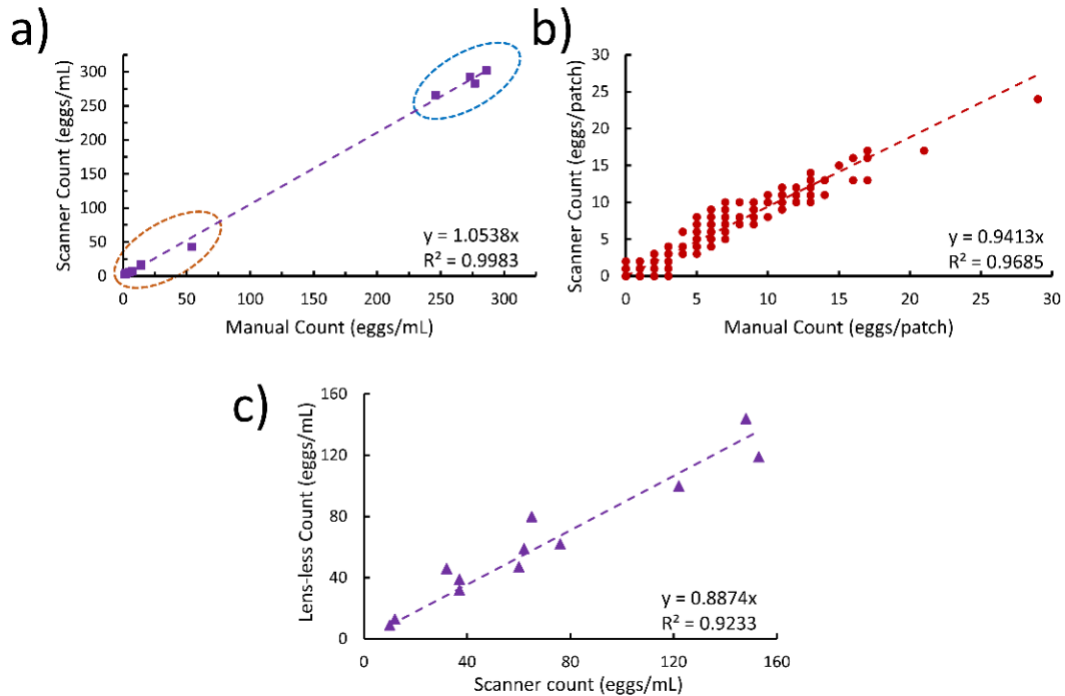 a)
Scanner Count (eggs/mL)
300
250
200
150
100
50
0
0 50 100 150 200 250 300
Manual Count (eggs/mL)
y = 1.0538x
R² = 0.9983
b)
Scanner Count (eggs/patch)
30
25
20
15
10
5
0
0 5 10 15 20 25 30
Manual Count (eggs/patch)
y = 0.9413x
R² = 0.9685
c)
Lens-less Count (eggs/mL)
160
120
80
40
0
0 40 80 120 160
Scanner count (eggs/mL)
y = 0.8874x
R² = 0.9233